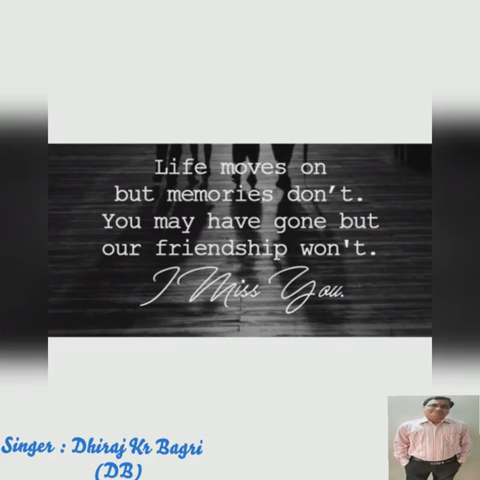 Life moves on
but memories don't.
You may have gone but
our friendship won't.
I Miss You.
Singer : Dhiraj Kr Bagri
(DB)